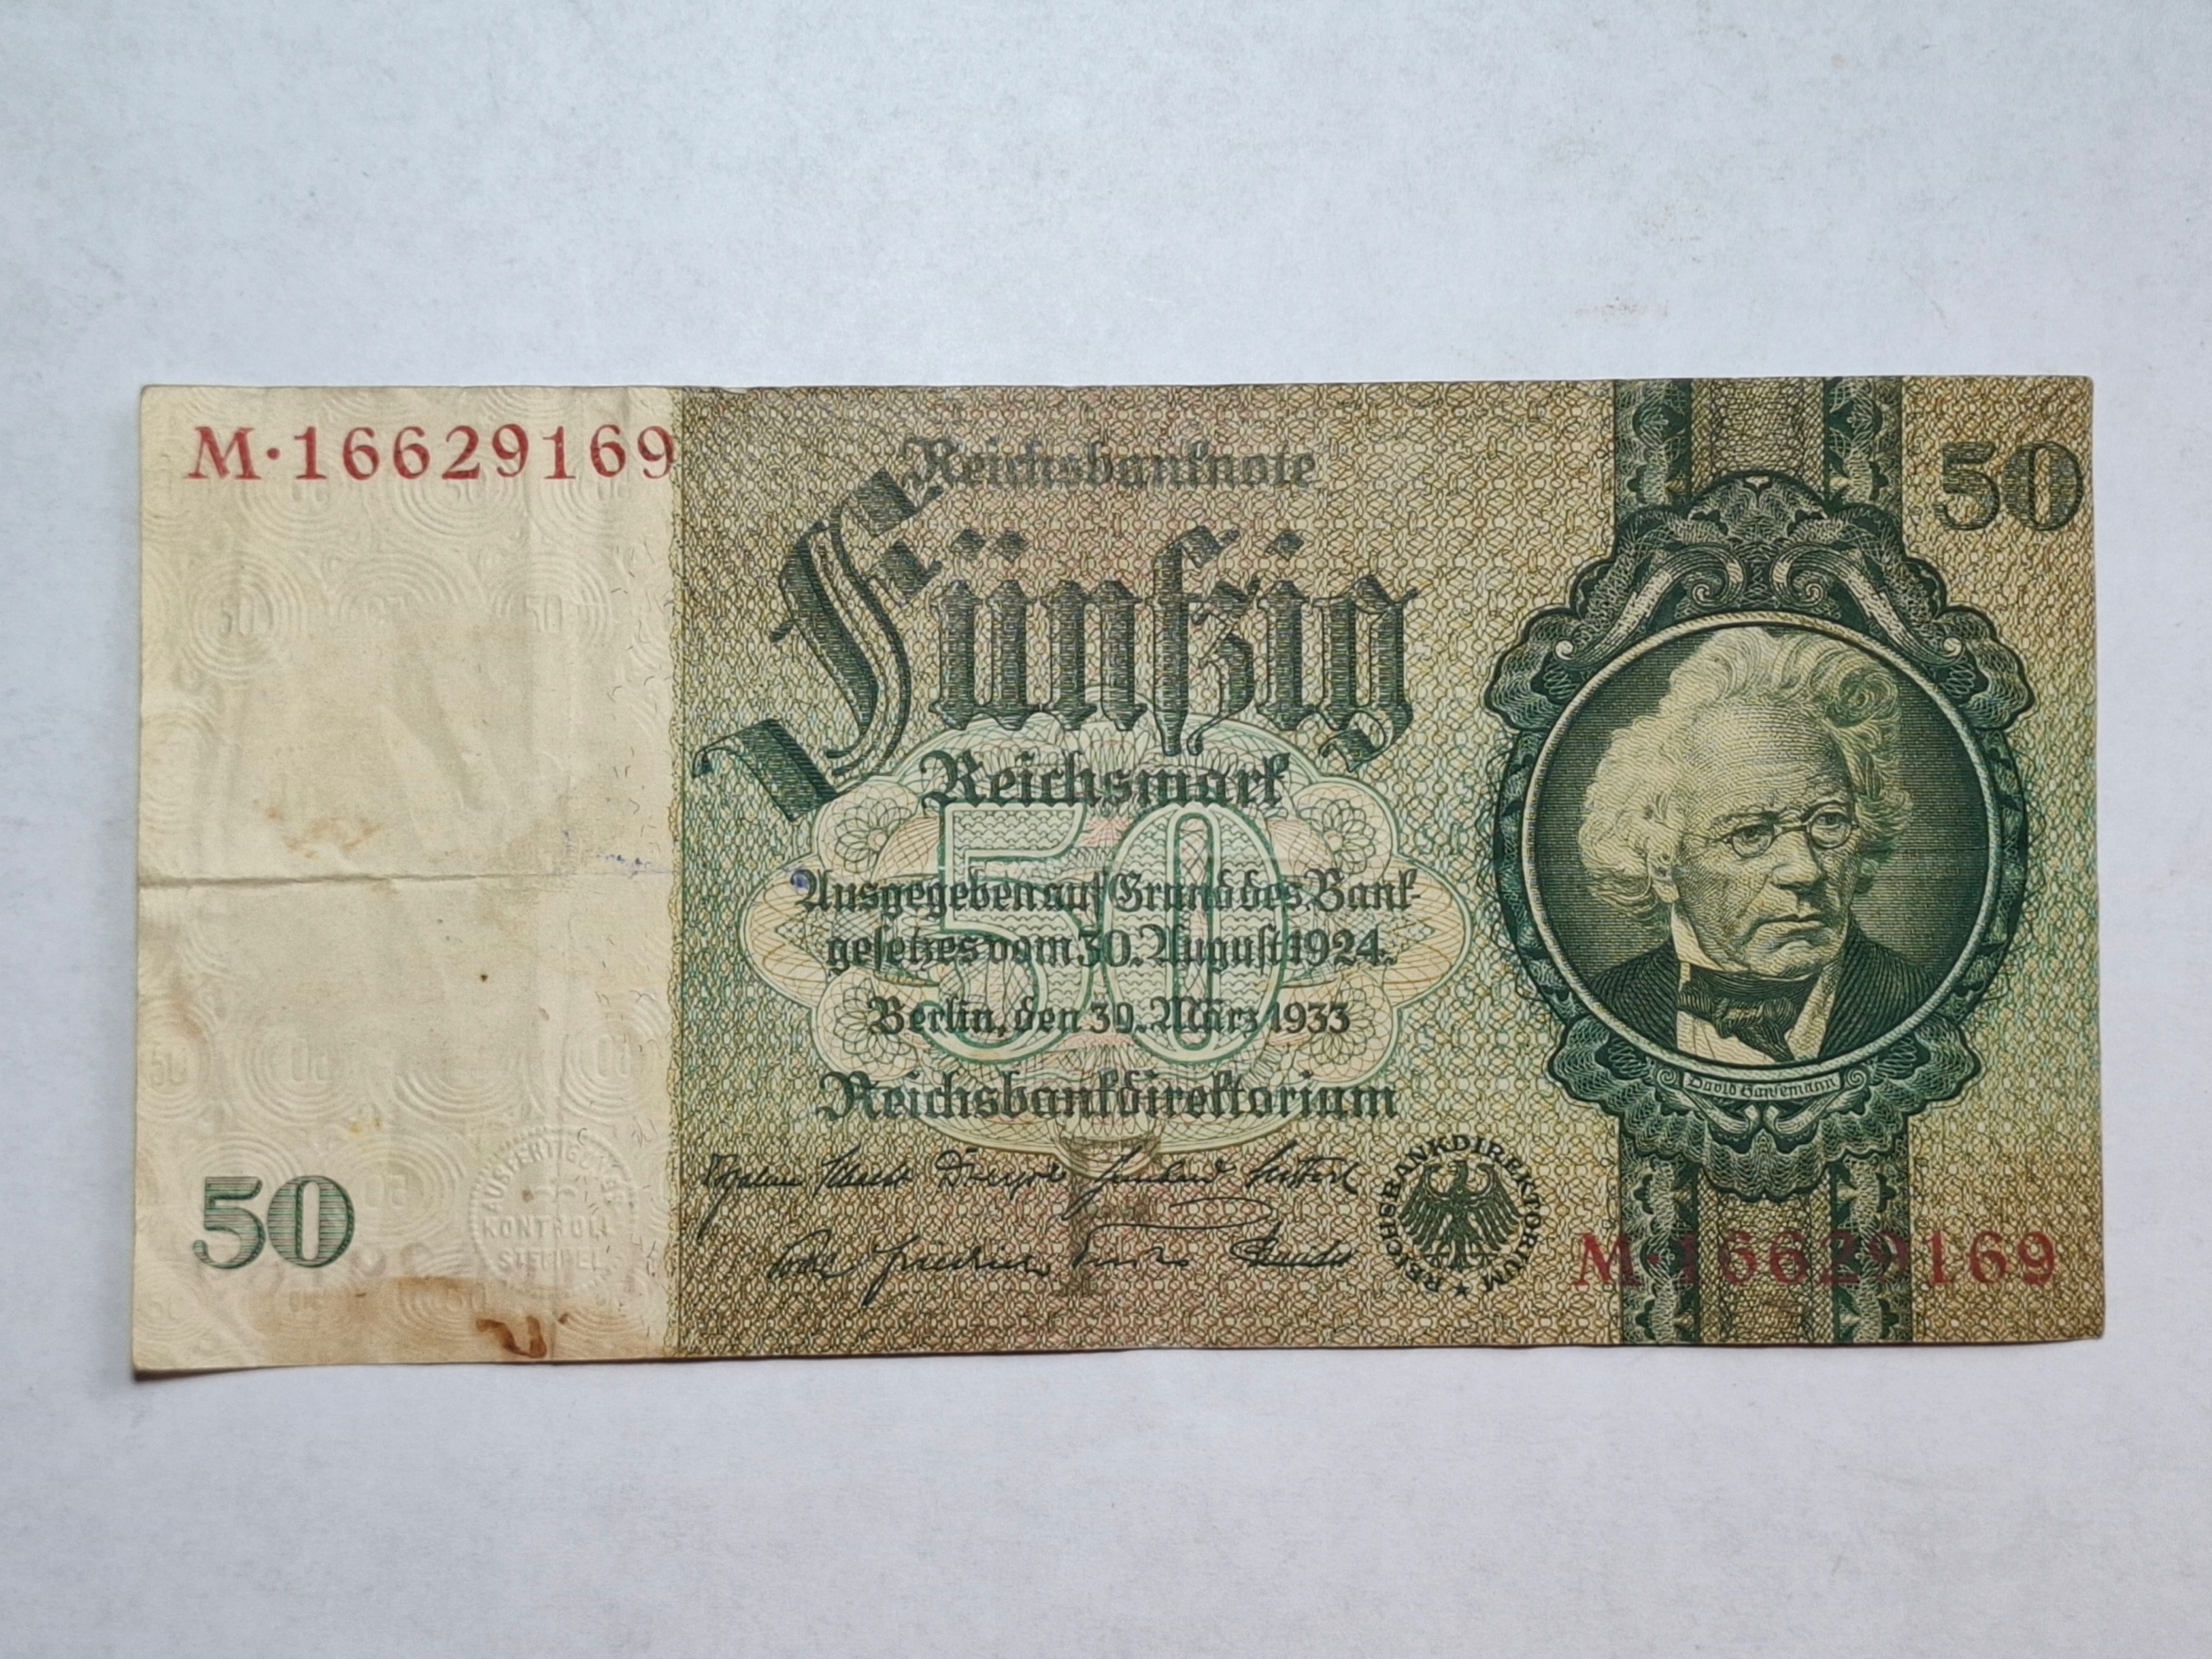 M·16629169
Reichsbanknote
50
Fünfzig
Reichsmark
50
Ausgegeben auf Grund des Bank-
gesetzes vom 30. August 1924.
Berlin, den 30. März 1933
Reichsbankdirektorium
David Hansemann
REICHSBANKDIREKTORIUM
50
KONTROLL
STEMPEL
M·16629169